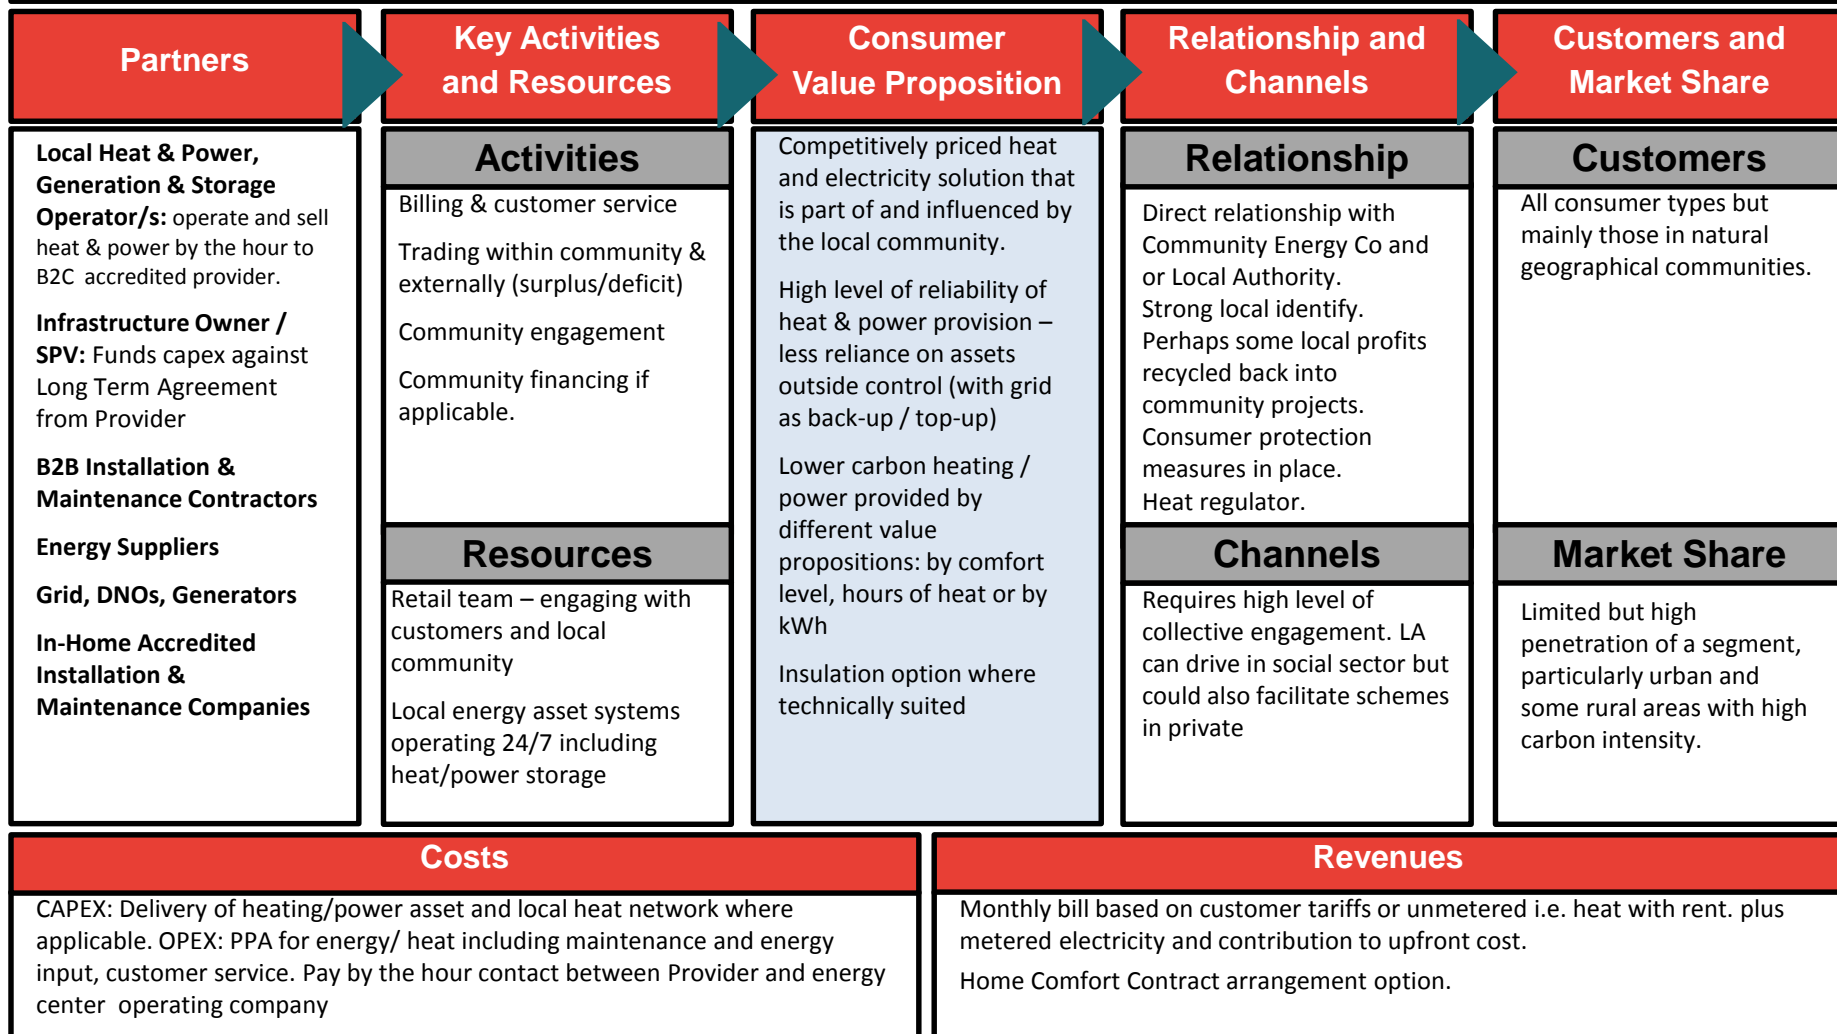 Partners
Key Activities
and Resources
Consumer
Value Proposition
Relationship and
Channels
Customers and
Market Share
Local Heat & Power,
Generation & Storage
Operator/s: operate and sell
heat & power by the hour to
B2C accredited provider.
Infrastructure Owner /
SPV: Funds capex against
Long Term Agreement
from Provider
B2B Installation &
Maintenance Contractors
Energy Suppliers
Grid, DNOs, Generators
In-Home Accredited
Installation &
Maintenance Companies
Activities
Billing & customer service
Trading within community &
externally (surplus/deficit)
Community engagement
Community financing if
applicable.
Resources
Retail team – engaging with
customers and local
community
Local energy asset systems
operating 24/7 including
heat/power storage
Competitively priced heat
and electricity solution that
is part of and influenced by
the local community.
High level of reliability of
heat & power provision –
less reliance on assets
outside control (with grid
as back-up / top-up)
Lower carbon heating /
power provided by
different value
propositions: by comfort
level, hours of heat or by
kWh
Insulation option where
technically suited
Relationship
Direct relationship with
Community Energy Co and
or Local Authority.
Strong local identify.
Perhaps some local profits
recycled back into
community projects.
Consumer protection
measures in place.
Heat regulator.
Channels
Requires high level of
collective engagement. LA
can drive in social sector but
could also facilitate schemes
in private
Customers
All consumer types but
mainly those in natural
geographical communities.
Market Share
Limited but high
penetration of a segment,
particularly urban and
some rural areas with high
carbon intensity.
Costs
CAPEX: Delivery of heating/power asset and local heat network where
applicable. OPEX: PPA for energy/ heat including maintenance and energy
input, customer service. Pay by the hour contact between Provider and energy
center operating company
Revenues
Monthly bill based on customer tariffs or unmetered i.e. heat with rent. plus
metered electricity and contribution to upfront cost.
Home Comfort Contract arrangement option.